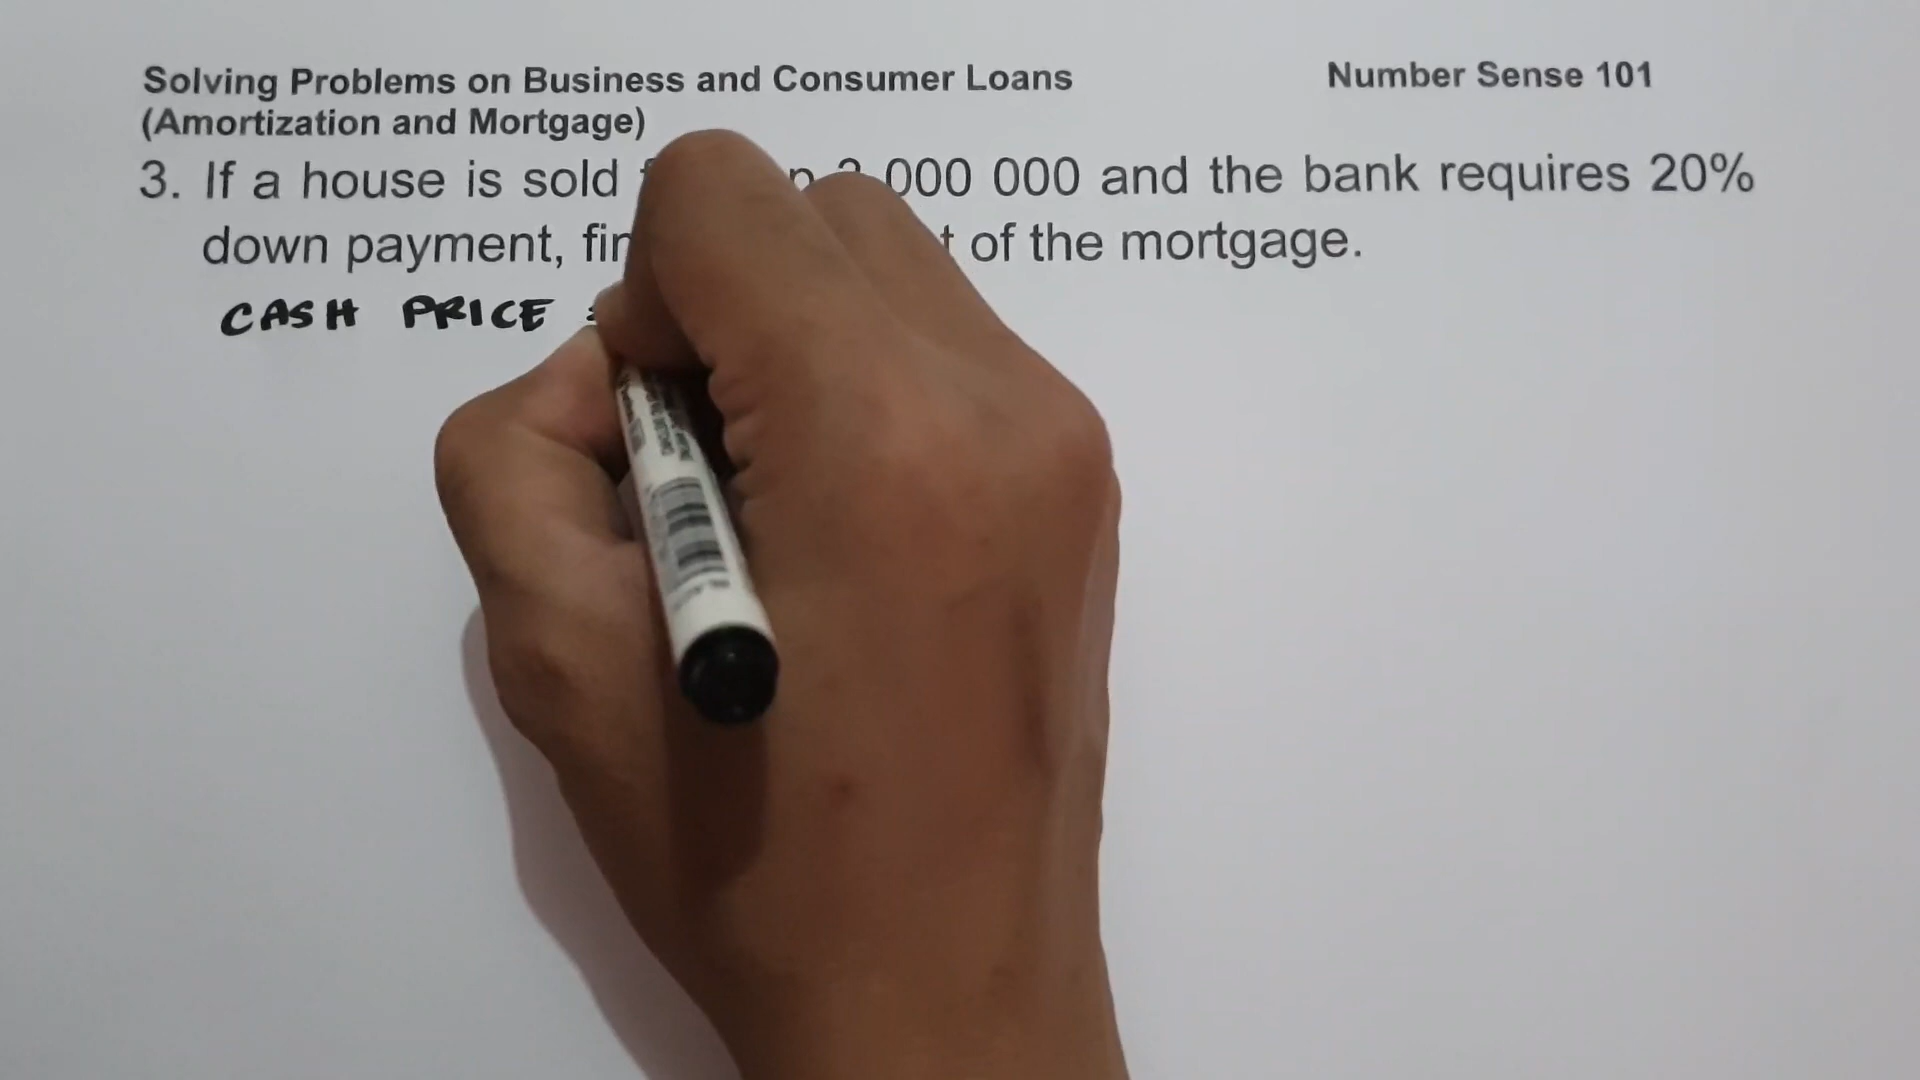 Solving Problems on Business and Consumer Loans Number Sense 101
(Amortization and Mortgage)
3. If a house is sold 000 000 and the bank requires 20%
down payment, of the mortgage.
CASH PRICE